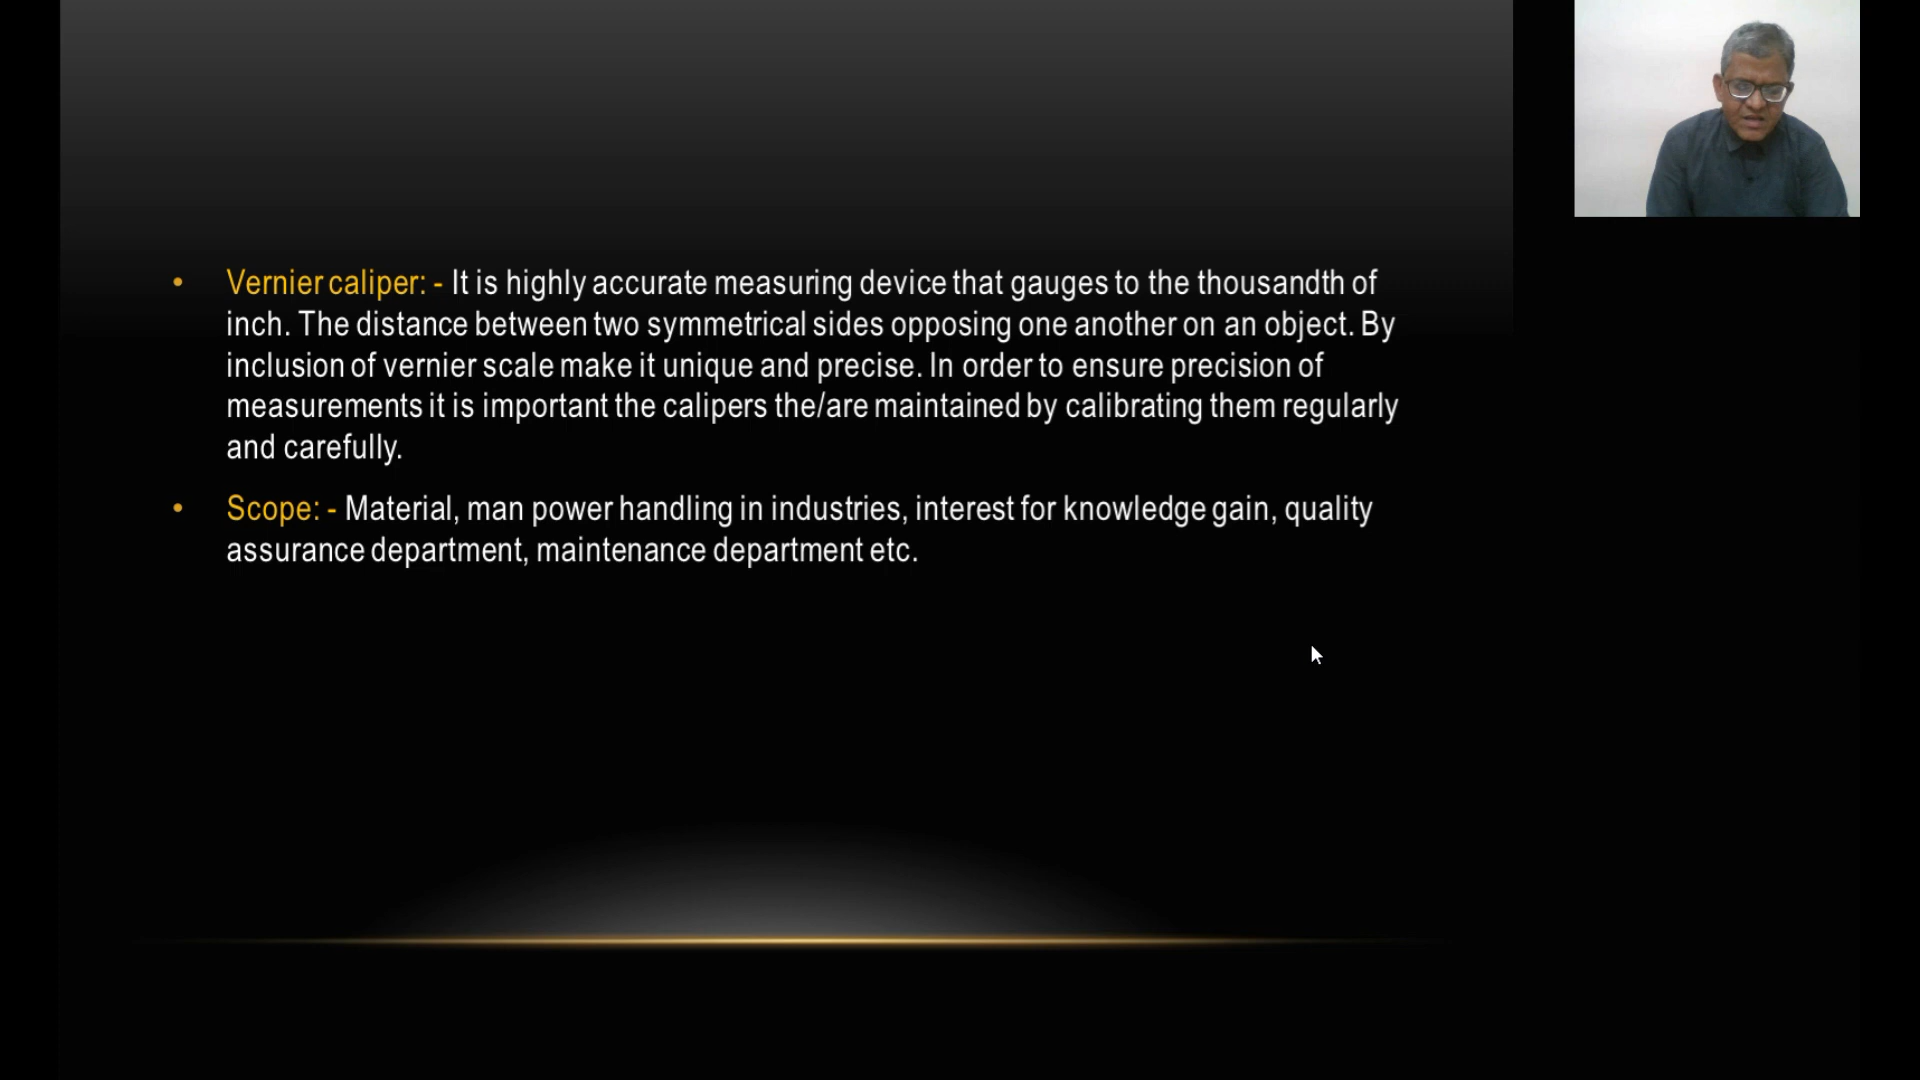 • Vernier caliper: - It is highly accurate measuring device that gauges to the thousandth of
inch. The distance between two symmetrical sides opposing one another on an object. By
inclusion of vernier scale make it unique and precise. In order to ensure precision of
measurements it is important the calipers the/are maintained by calibrating them regularly
and carefully.
• Scope: - Material, man power handling in industries, interest for knowledge gain, quality
assurance department, maintenance department etc.